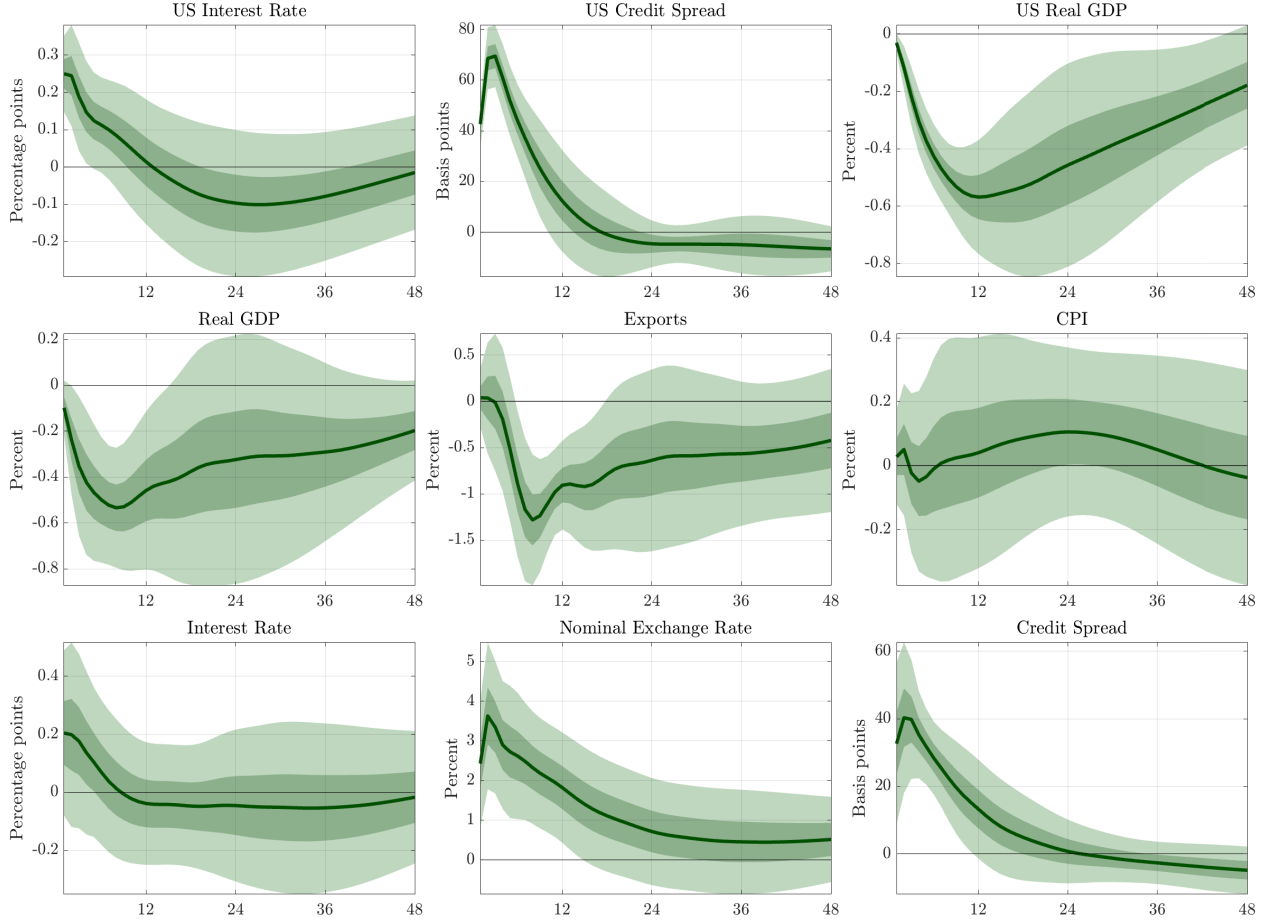 US Interest Rate
Percentage points
0.3
0.2
0.1
0
-0.1
-0.2
12 24 36 48
US Credit Spread
Basis points
80
60
40
20
0
12 24 36 48
US Real GDP
Percent
0
-0.2
-0.4
-0.6
-0.8
12 24 36 48
Real GDP
Percent
0.2
0
-0.2
-0.4
-0.6
-0.8
12 24 36 48
Exports
Percent
0.5
0
-0.5
-1
-1.5
12 24 36 48
CPI
Percent
0.4
0.2
0
-0.2
12 24 36 48
Interest Rate
Percentage points
0.4
0.2
0
-0.2
12 24 36 48
Nominal Exchange Rate
Percent
5
4
3
2
1
0
12 24 36 48
Credit Spread
Basis points
60
40
20
0
12 24 36 48